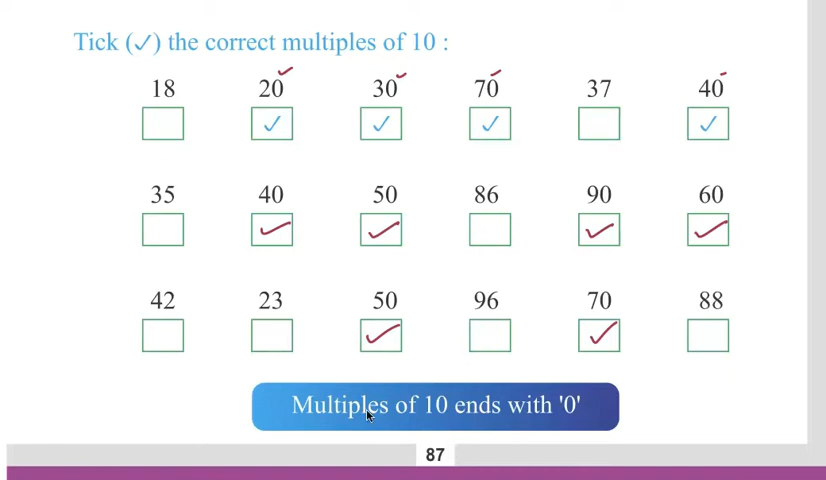 Tick (✓) the correct multiples of 10 :
18 20 30 70 37 40
35 40 50 86 90 60
42 23 50 96 70 88
Multiples of 10 ends with '0'
87